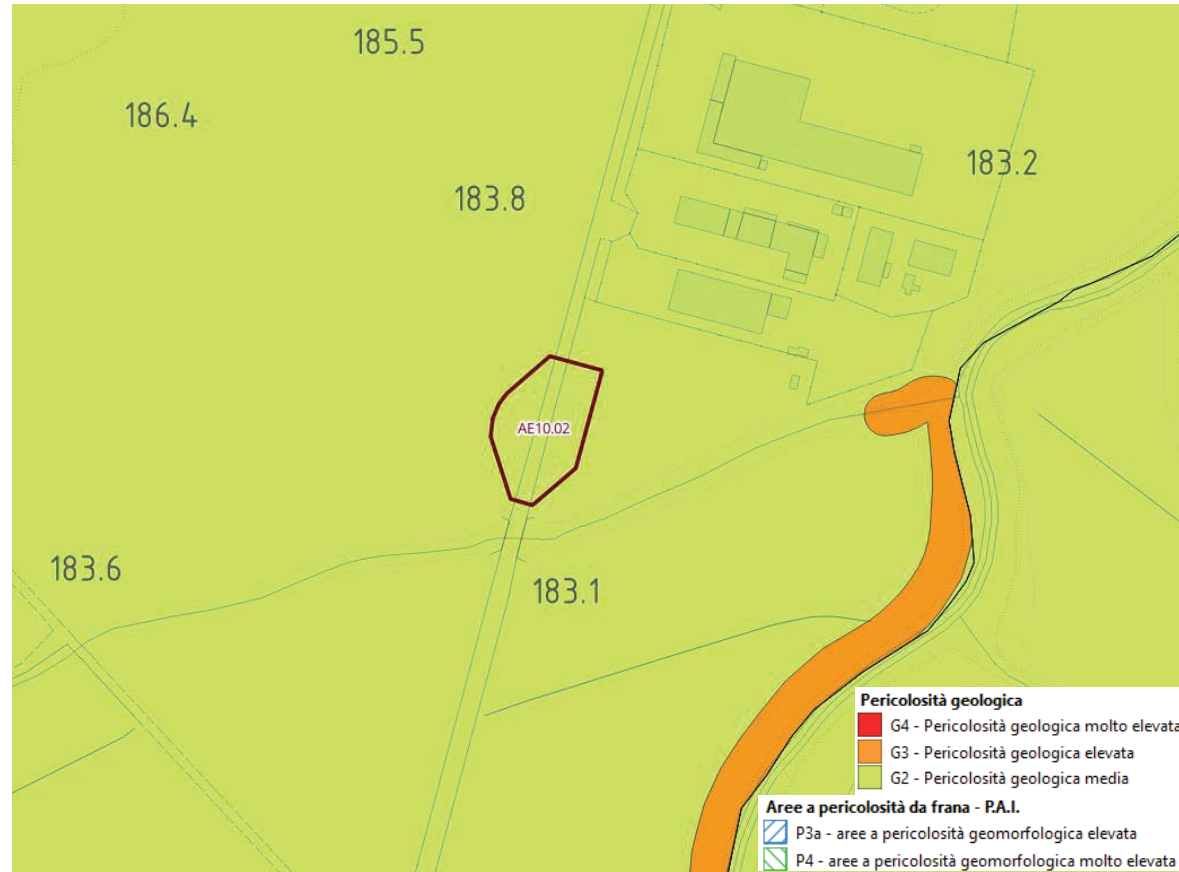 185.5
186.4
183.2
183.8
AE10.02
183.6
183.1
Pericolosità geologica
G4 - Pericolosità geologica molto elevata
G3 - Pericolosità geologica elevata
G2 - Pericolosità geologica media
Aree a pericolosità da frana - P.A.I.
P3a - aree a pericolosità geomorfologica elevata
P4 - aree a pericolosità geomorfologica molto elevata